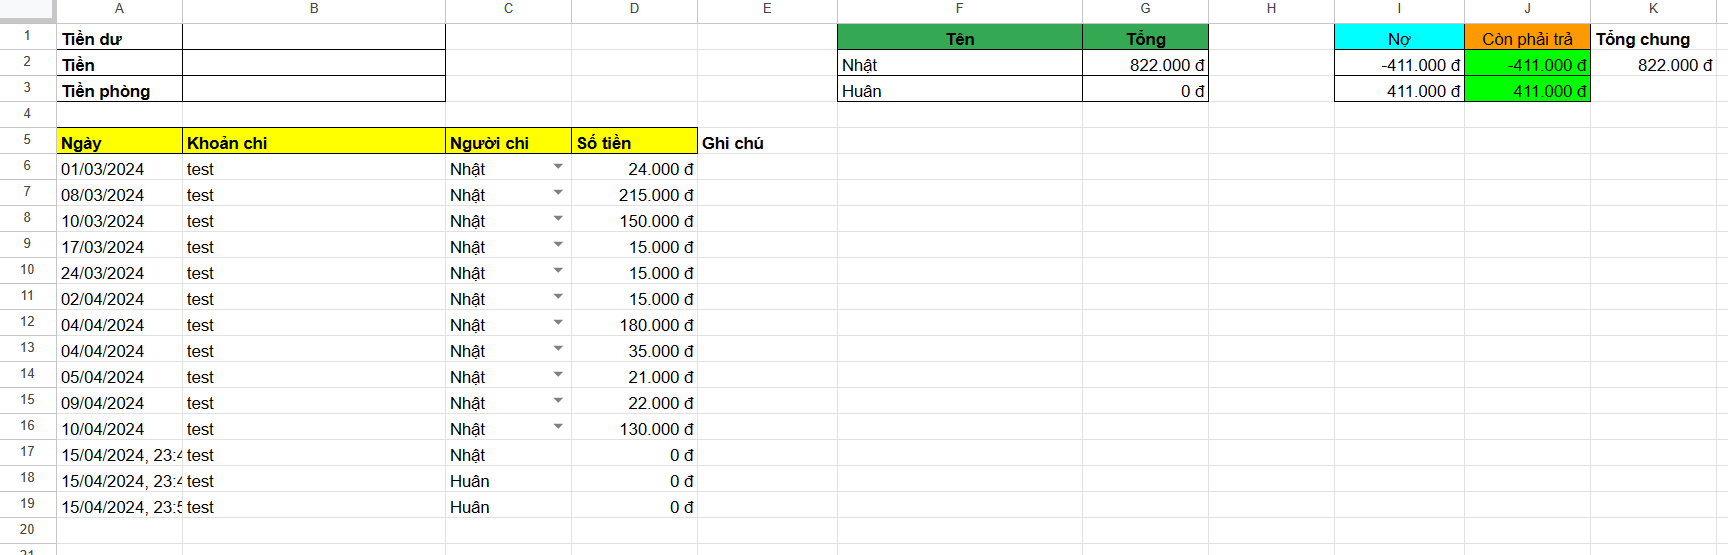 A B C D E F G H I J K
1 Tiền dư Tên Tổng Nợ Còn phải trả Tổng chung
2 Tiền Nhật 822.000 đ -411.000 đ -411.000 đ 822.000 đ
3 Tiền phòng Huân 0 đ 411.000 đ 411.000 đ
4
5 Ngày Khoản chi Người chi Số tiền Ghi chú
6 01/03/2024 test Nhật 24.000 đ
7 08/03/2024 test Nhật 215.000 đ
8 10/03/2024 test Nhật 150.000 đ
9 17/03/2024 test Nhật 15.000 đ
10 24/03/2024 test Nhật 15.000 đ
11 02/04/2024 test Nhật 15.000 đ
12 04/04/2024 test Nhật 180.000 đ
13 04/04/2024 test Nhật 35.000 đ
14 05/04/2024 test Nhật 21.000 đ
15 09/04/2024 test Nhật 22.000 đ
16 10/04/2024 test Nhật 130.000 đ
17 15/04/2024, 23:4 test Nhật 0 đ
18 15/04/2024, 23:4 test Huân 0 đ
19 15/04/2024, 23:5 test Huân 0 đ
20